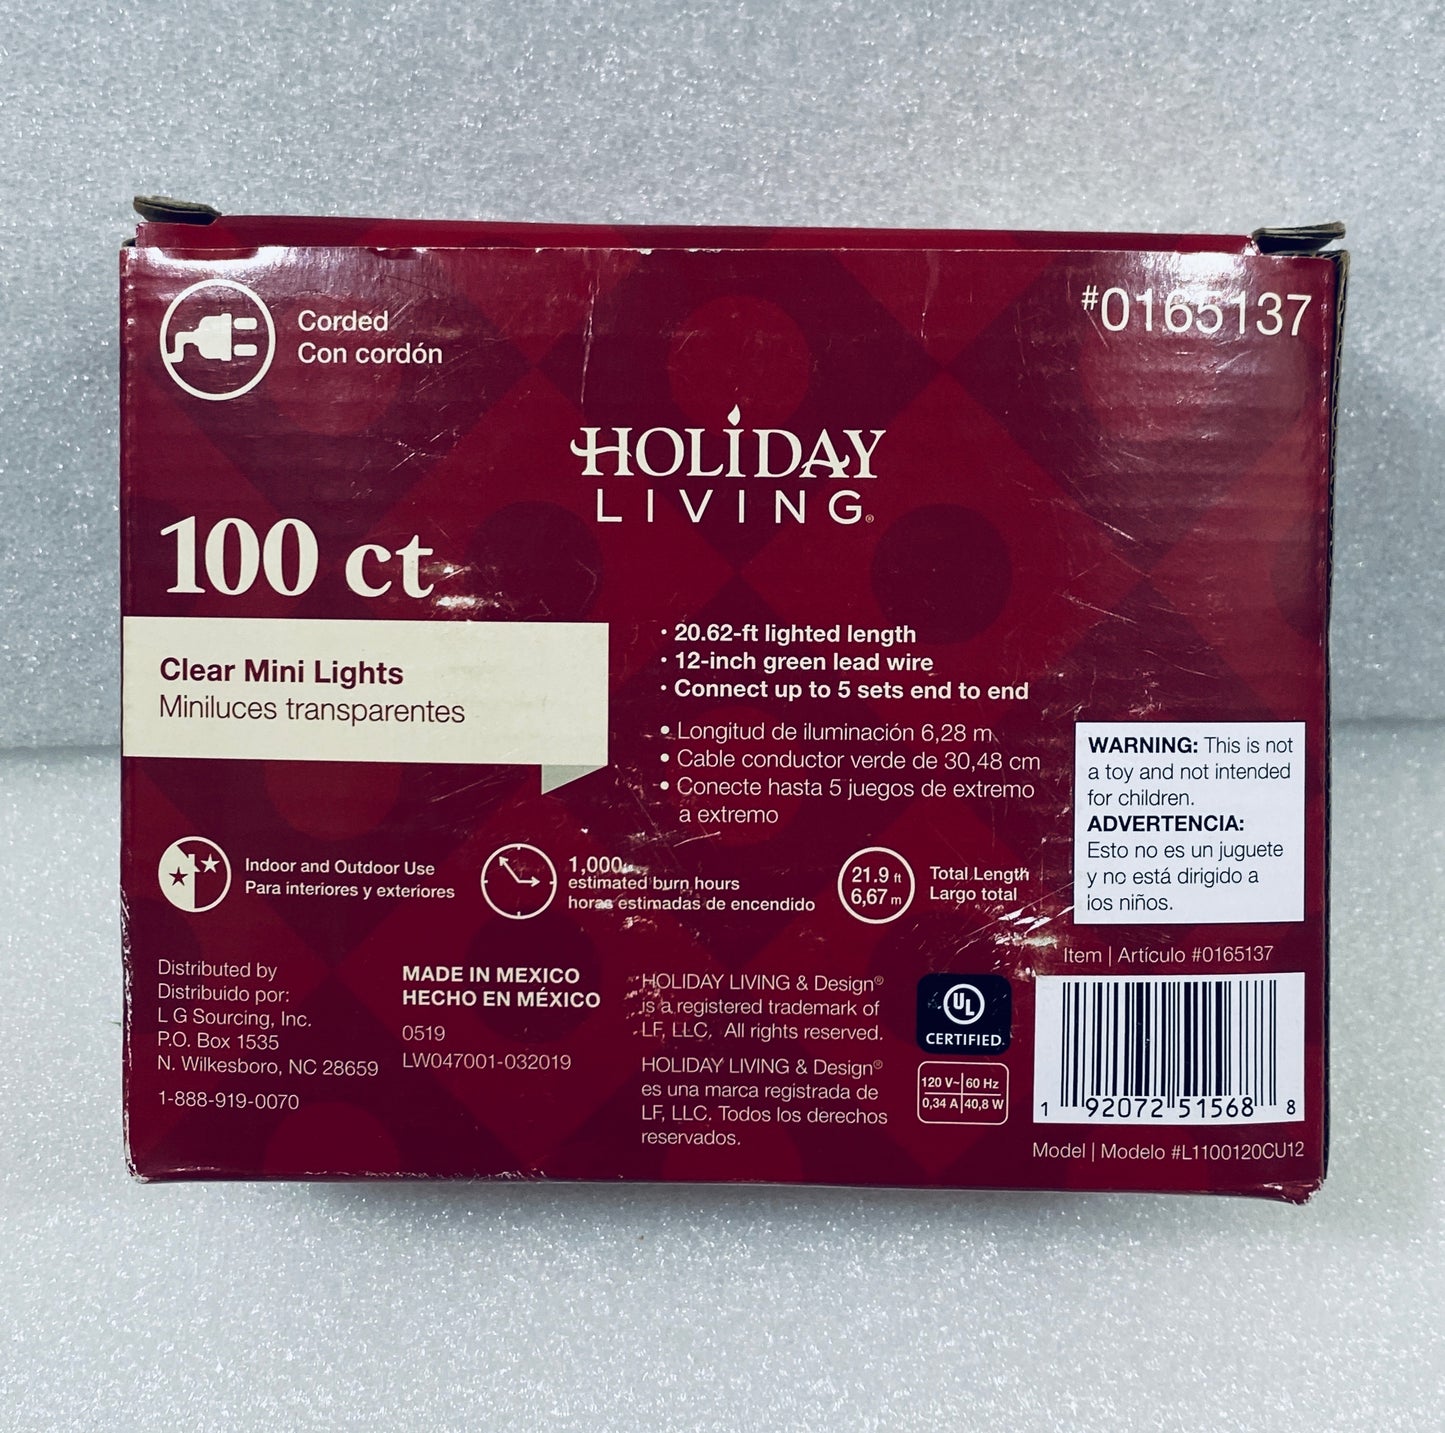 Corded
Con cordón
#0165137
HOLIDAY
LIVING®
100 ct
Clear Mini Lights
Miniluces transparentes
• 20.62-ft lighted length
• 12-inch green lead wire
• Connect up to 5 sets end to end
• Longitud de iluminación 6,28 m
• Cable conductor verde de 30,48 cm
• Conecte hasta 5 juegos de extremo
a extremo
WARNING: This is not
a toy and not intended
for children.
ADVERTENCIA:
Esto no es un juguete
y no está dirigido a
los niños.
Indoor and Outdoor Use
Para interiores y exteriores
1,000
estimated burn hours
horas estimadas de encendido
21.9 ft
6,67 m
Total Length
Largo total
Distributed by
Distribuido por:
L G Sourcing, Inc.
P.O. Box 1535
N. Wilkesboro, NC 28659
1-888-919-0070
MADE IN MEXICO
HECHO EN MÉXICO
0519
LW047001-032019
HOLIDAY LIVING & Design®
is a registered trademark of
LF, LLC. All rights reserved.
HOLIDAY LIVING & Design®
es una marca registrada de
LF, LLC. Todos los derechos
reservados.
UL
CERTIFIED
120 V~ 60 Hz
0,34 A 40,8 W
Item | Artículo #0165137
1 92072 51568 8
Model | Modelo #L1100120CU12